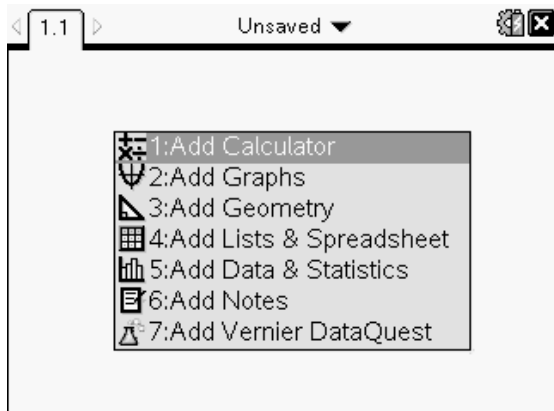 1.1 Unsaved
1:Add Calculator
2:Add Graphs
3:Add Geometry
4:Add Lists & Spreadsheet
5:Add Data & Statistics
6:Add Notes
7:Add Vernier DataQuest